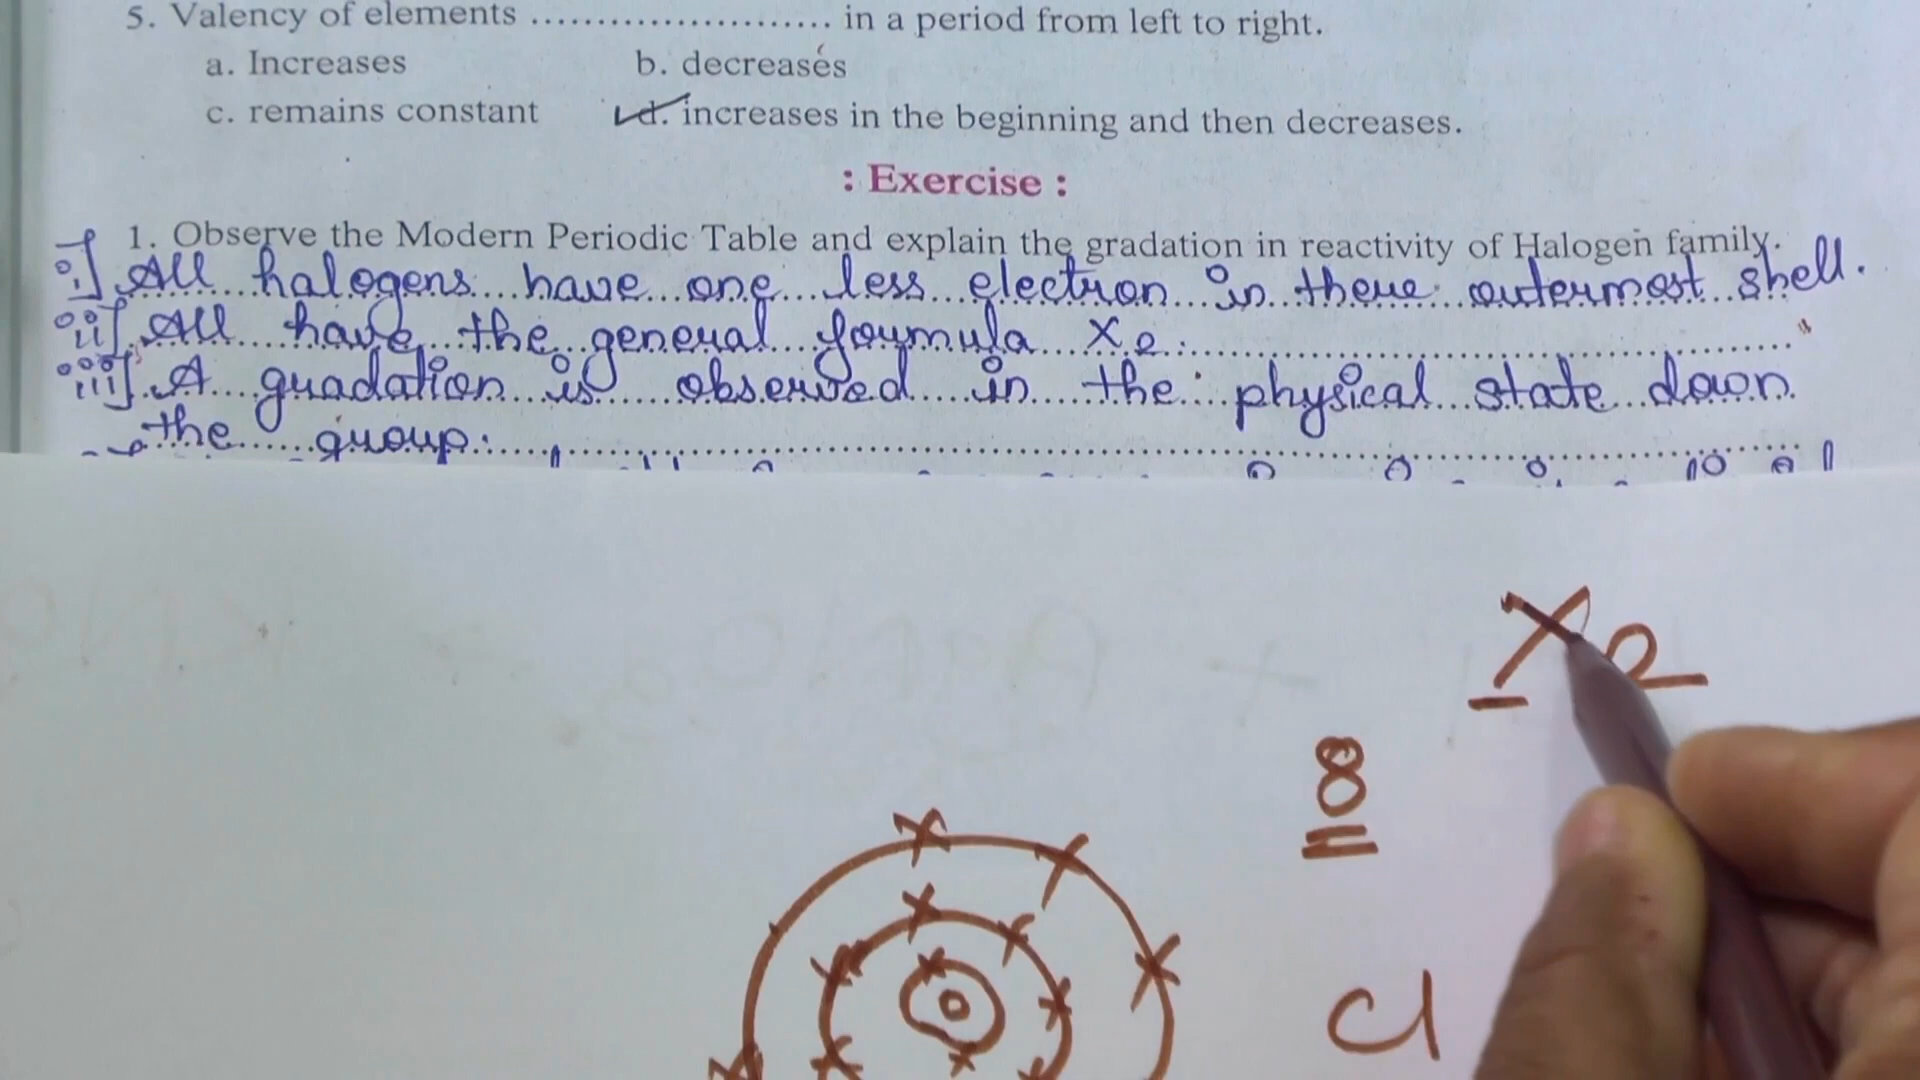 5. Valency of elements ....................... in a period from left to right.
a. Increases b. decreases
c. remains constant d. increases in the beginning and then decreases.
: Exercise :
1. Observe the Modern Periodic Table and explain the gradation in reactivity of Halogen family.
i] All halogens have one less electron in there outermost shell.
ii] All have the general formula X2.
iii] A gradation is observed in the physical state down
the group.
X2
8
Cl